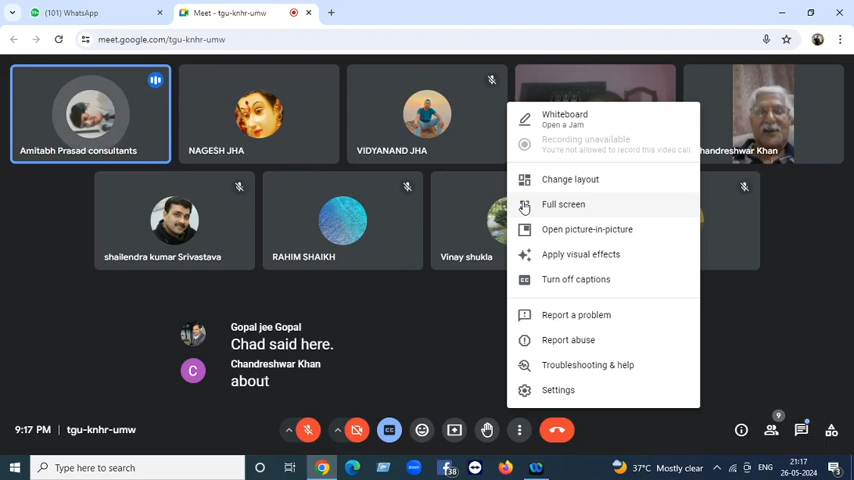 (101) WhatsApp
Meet - tgu-knhr-umw
meet.google.com/tgu-knhr-umw
Amitabh Prasad consultants
NAGESH JHA
VIDYANAND JHA
handreshwar Khan
shailendra kumar Srivastava
RAHIM SHAIKH
Vinay shukla
Whiteboard
Open a Jam
Recording unavailable
You're not allowed to record this video call
Change layout
Full screen
Open picture-in-picture
Apply visual effects
Turn off captions
Report a problem
Report abuse
Troubleshooting & help
Settings
Gopal jee Gopal
Chad said here.
Chandreshwar Khan
C
about
9:17 PM
tgu-knhr-umw
CC
9
Type here to search
38
37°C Mostly clear
ENG
21:17
26-05-2024
3